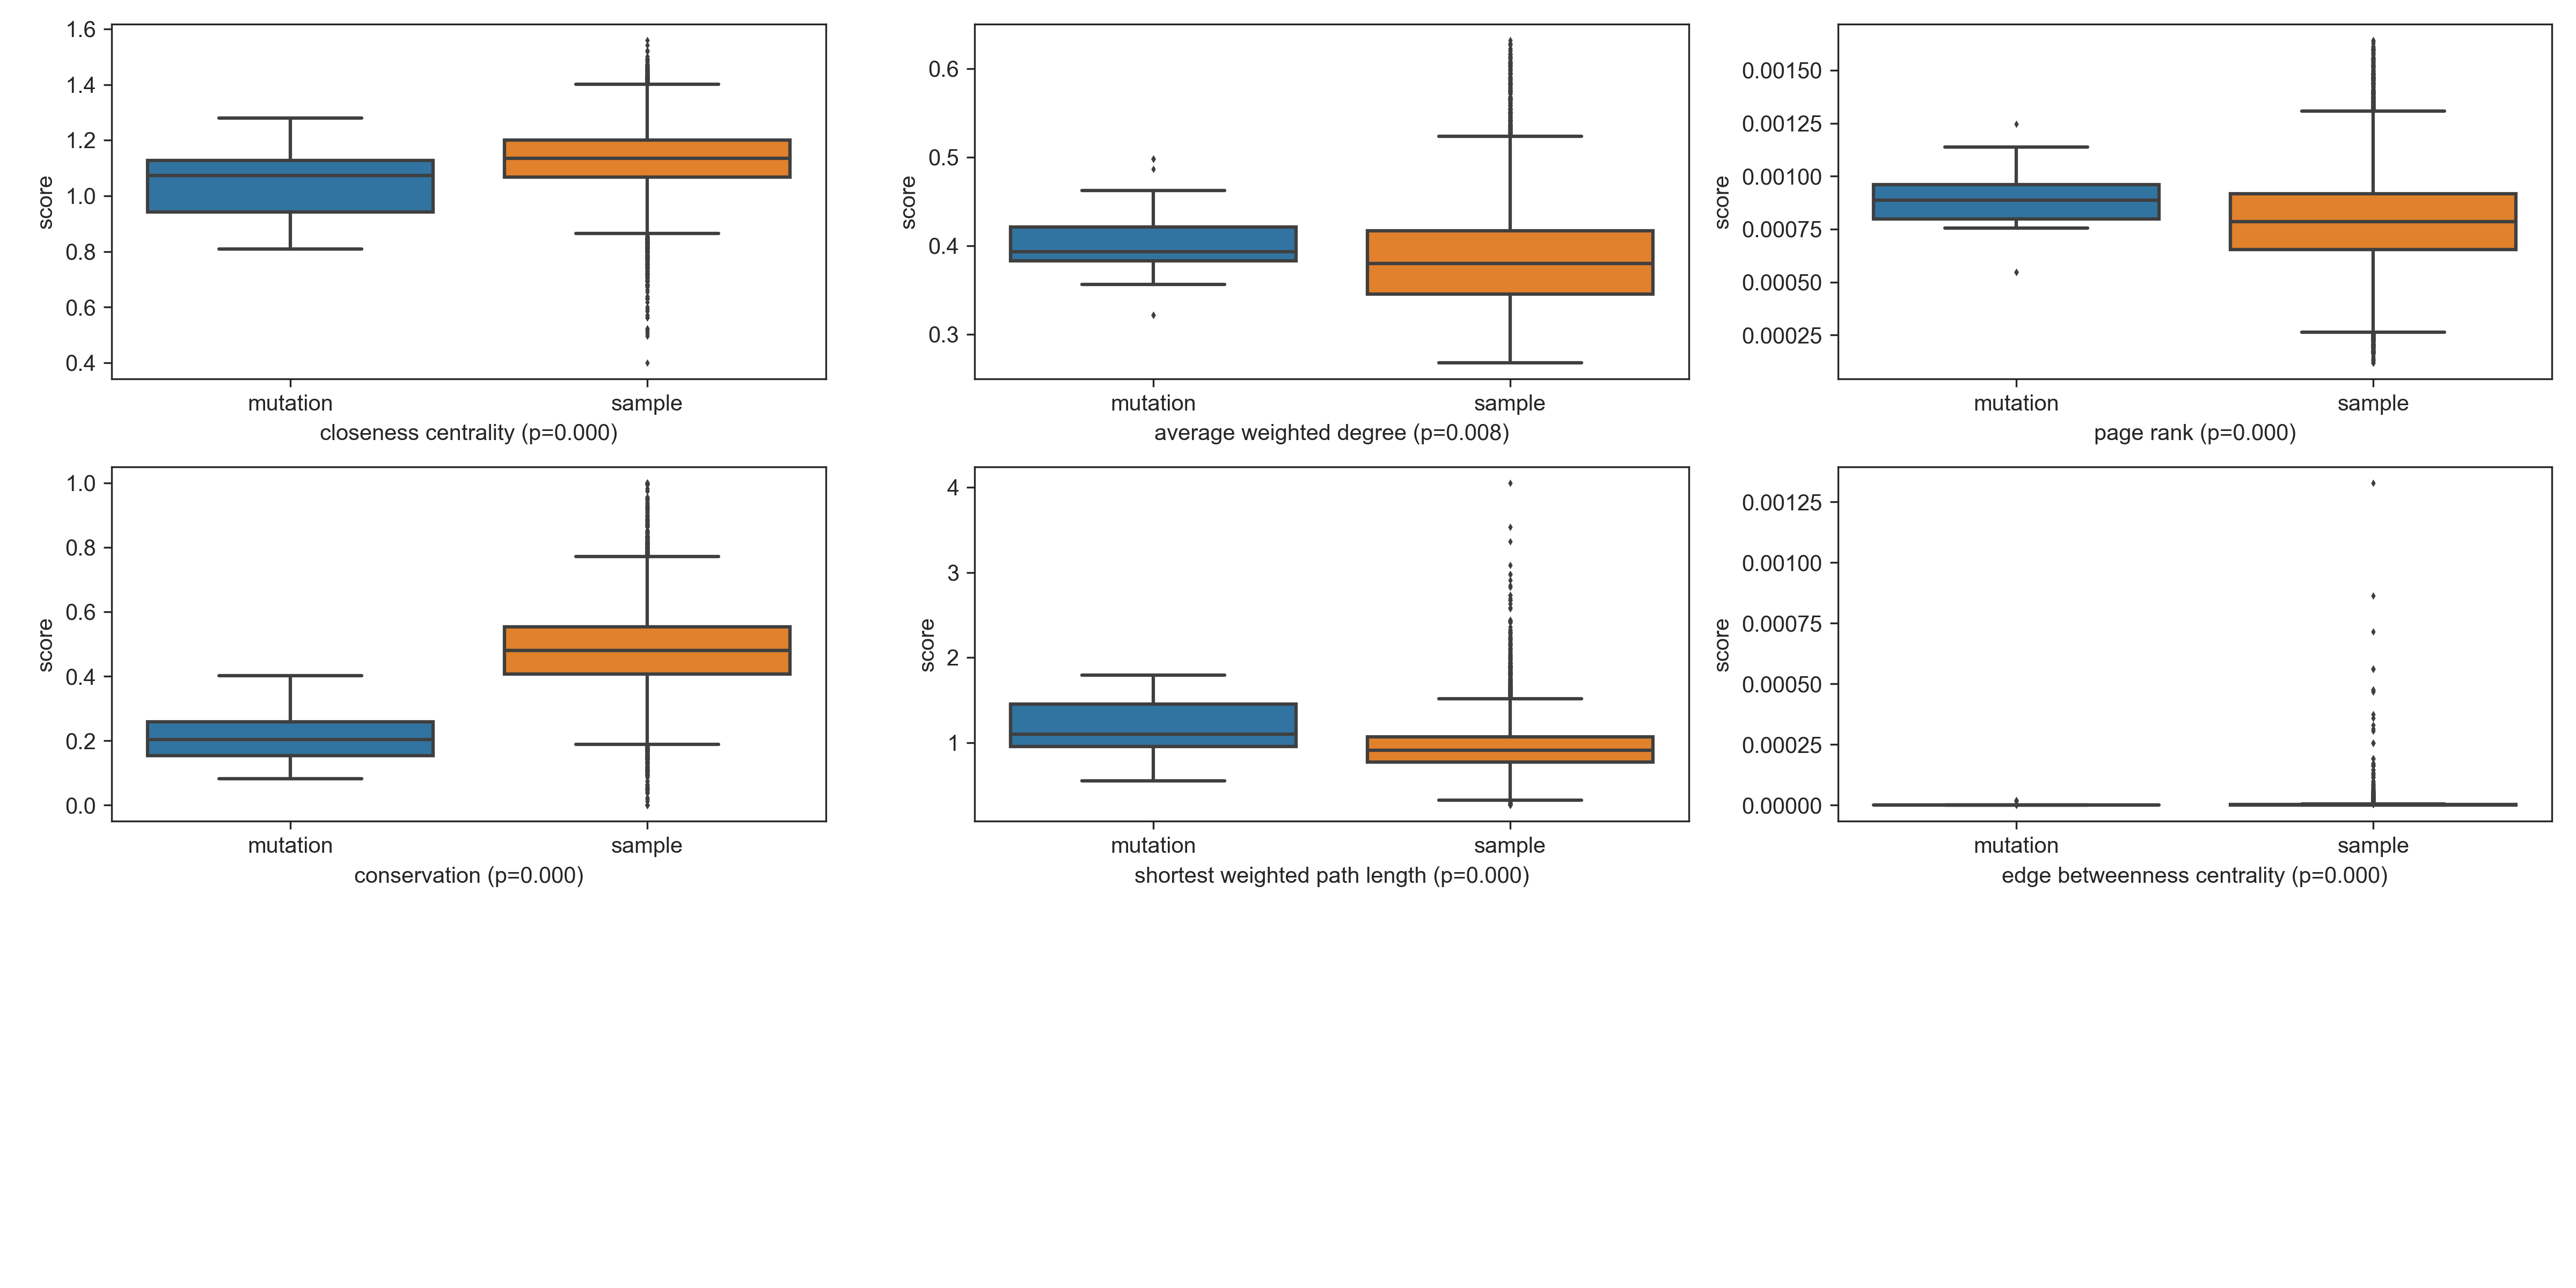 1.6
1.4
1.2
1.0
0.8
0.6
0.4
score
mutation
sample
closeness centrality (p=0.000)
0.6
0.5
0.4
0.3
score
mutation
sample
average weighted degree (p=0.008)
0.00150
0.00125
0.00100
0.00075
0.00050
0.00025
score
mutation
sample
page rank (p=0.000)
1.0
0.8
0.6
0.4
0.2
0.0
score
mutation
sample
conservation (p=0.000)
4
3
2
1
score
mutation
sample
shortest weighted path length (p=0.000)
0.00125
0.00100
0.00075
0.00050
0.00025
0.00000
score
mutation
sample
edge betweenness centrality (p=0.000)